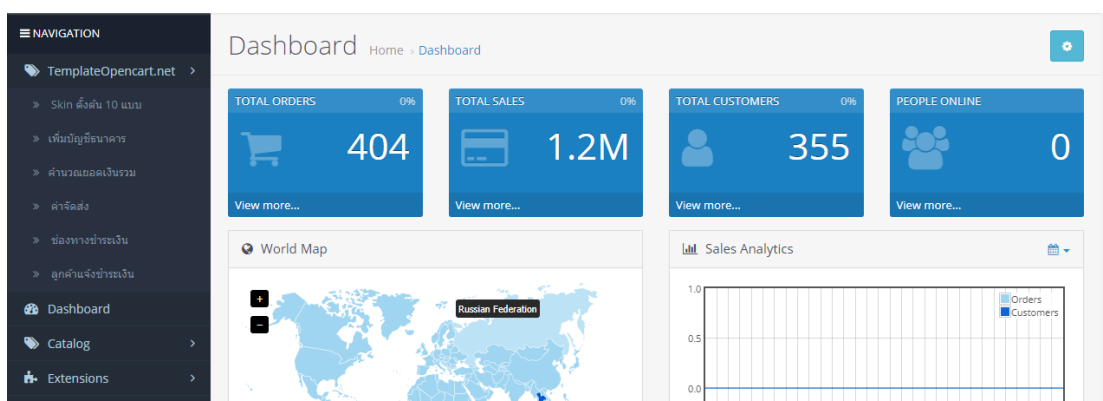 NAVIGATION
TemplateOpencart.net
Skin ตั้งต้น 10 แบบ
เพิ่มบัญชีธนาคาร
คำนวณยอดเงินรวม
ค่าจัดส่ง
ช่องทางชำระเงิน
ลูกค้าแจ้งชำระเงิน
Dashboard
Catalog
Extensions
Dashboard Home › Dashboard
TOTAL ORDERS 0%
404
View more...
TOTAL SALES 0%
1.2M
View more...
TOTAL CUSTOMERS 0%
355
View more...
PEOPLE ONLINE
0
View more...
World Map
+
−
Russian Federation
Sales Analytics
1.0
0.5
0.0
Orders
Customers